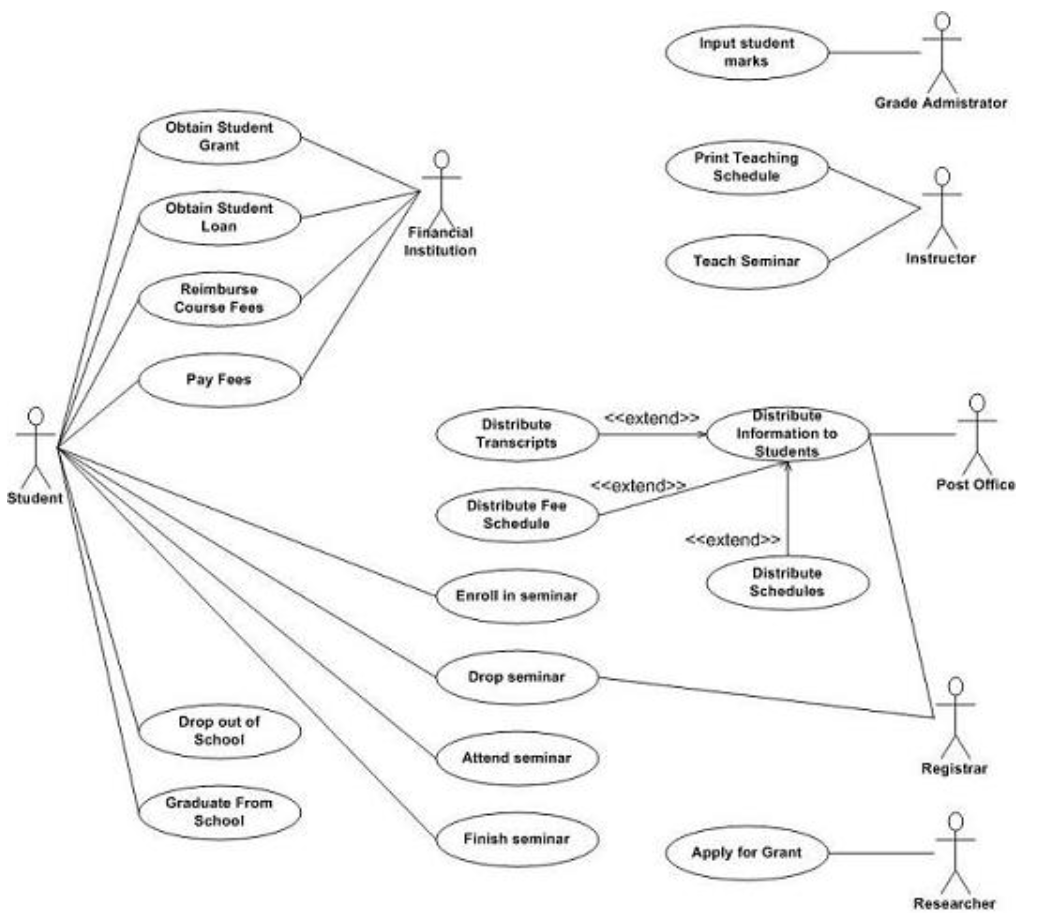 Input student
marks
Grade Admistrator
Obtain Student
Grant
Print Teaching
Schedule
Obtain Student
Loan
Financial
Institution
Teach Seminar
Instructor
Reimburse
Course Fees
Pay Fees
Student
Distribute
Transcripts
<<extend>>
Distribute
Information to
Students
Post Office
<<extend>>
Distribute Fee
Schedule
<<extend>>
Distribute
Schedules
Enroll in seminar
Drop seminar
Drop out of
School
Attend seminar
Registrar
Graduate From
School
Finish seminar
Apply for Grant
Researcher